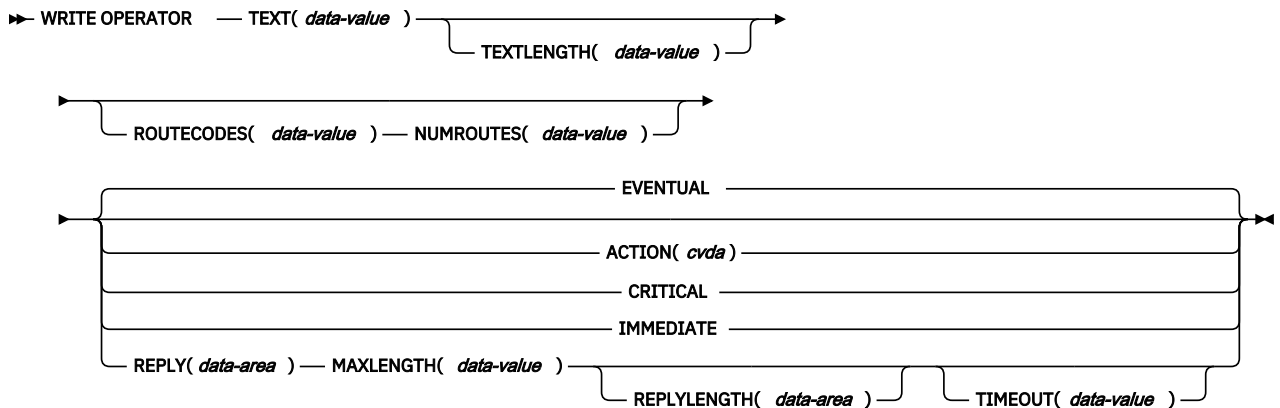 WRITE OPERATOR TEXT( data-value )
TEXTLENGTH( data-value )
ROUTECODES( data-value ) NUMROUTES( data-value )
EVENTUAL
ACTION( cvda )
CRITICAL
IMMEDIATE
REPLY( data-area ) MAXLENGTH( data-value )
REPLYLENGTH( data-area ) TIMEOUT( data-value )